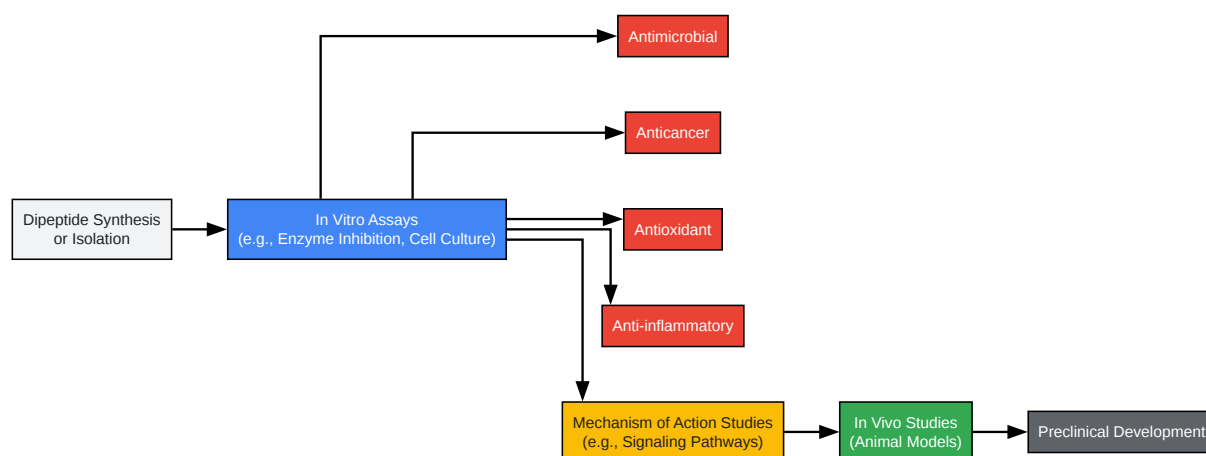 Antimicrobial
Anticancer
Dipeptide Synthesis
or Isolation
In Vitro Assays
(e.g., Enzyme Inhibition, Cell Culture)
Antioxidant
Anti-inflammatory
Mechanism of Action Studies
(e.g., Signaling Pathways)
In Vivo Studies
(Animal Models)
Preclinical Development